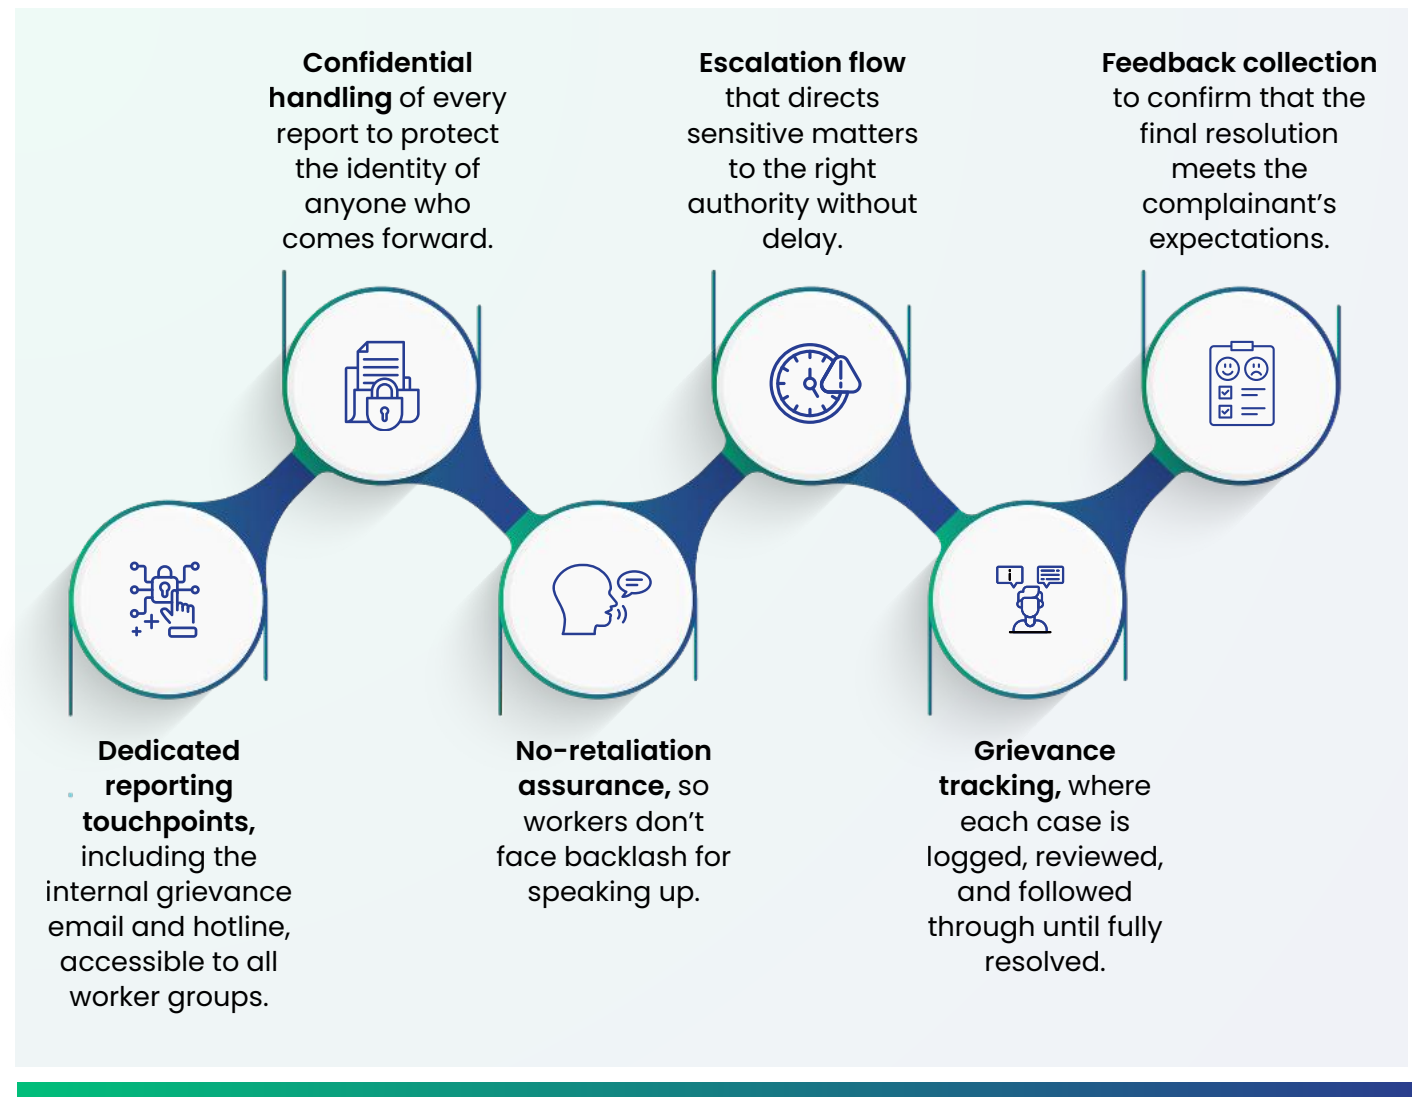 Confidential
handling of every
report to protect
the identity of
anyone who
comes forward.
Escalation flow
that directs
sensitive matters
to the right
authority without
delay.
Feedback collection
to confirm that the
final resolution
meets the
complainant’s
expectations.
Dedicated
reporting
touchpoints,
including the
internal grievance
email and hotline,
accessible to all
worker groups.
No-retaliation
assurance, so
workers don’t
face backlash for
speaking up.
Grievance
tracking, where
each case is
logged, reviewed,
and followed
through until fully
resolved.